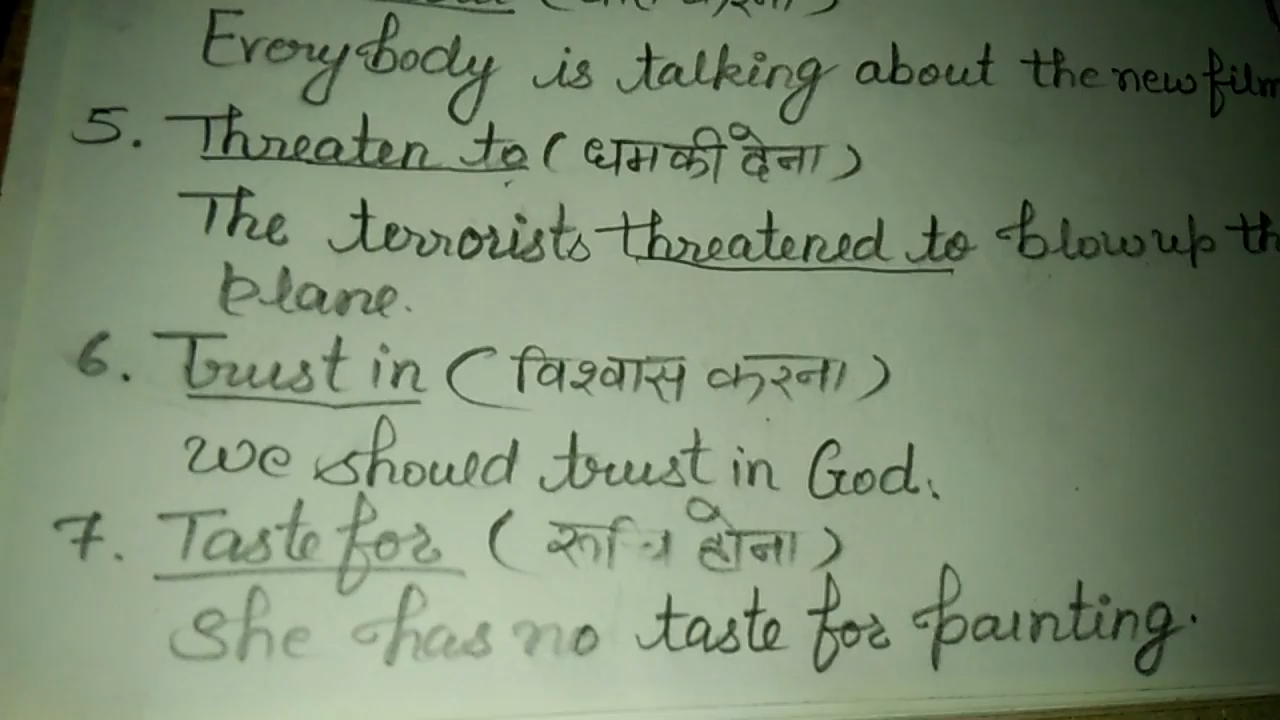 Everybody is talking about the new film
5. Threaten to (धमकी देना)
The terrorists threatened to blow up th
plane.
6. Trust in (विश्वास करना)
we should trust in God.
7. Taste for (रूचि होना)
She has no taste for painting.